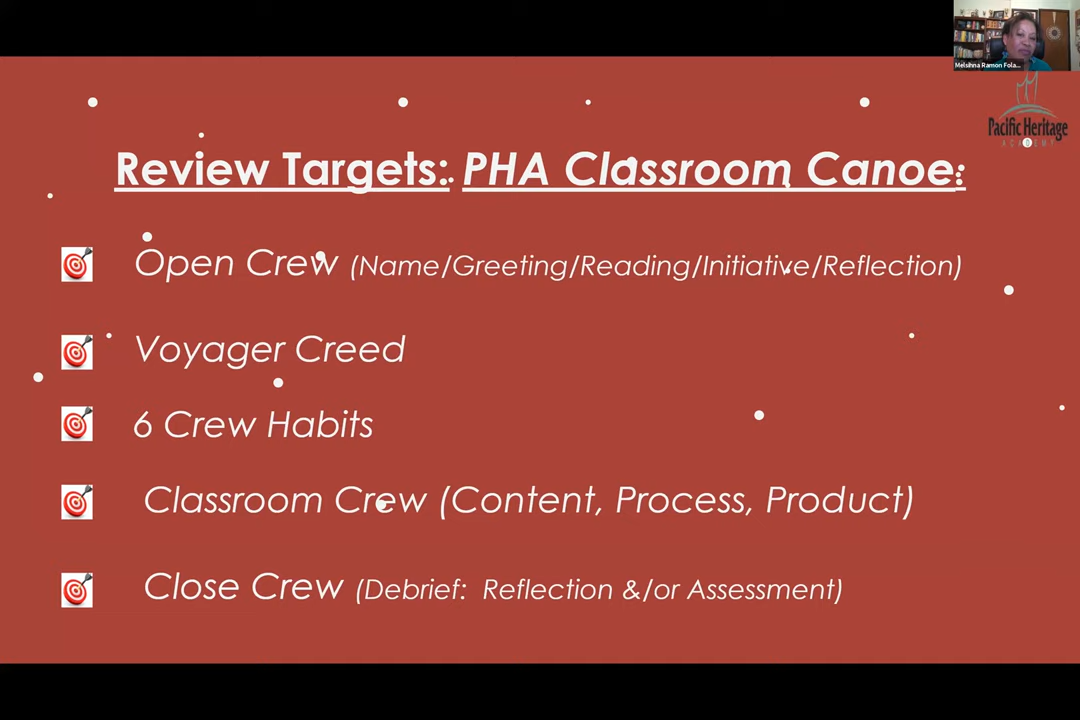 Melsihna Ramon Fola...
Pacific Heritage
ACADEMY
Review Targets: PHA Classroom Canoe:
Open Crew (Name/Greeting/Reading/Initiative/Reflection)
Voyager Creed
6 Crew Habits
Classroom Crew (Content, Process, Product)
Close Crew (Debrief: Reflection &/or Assessment)